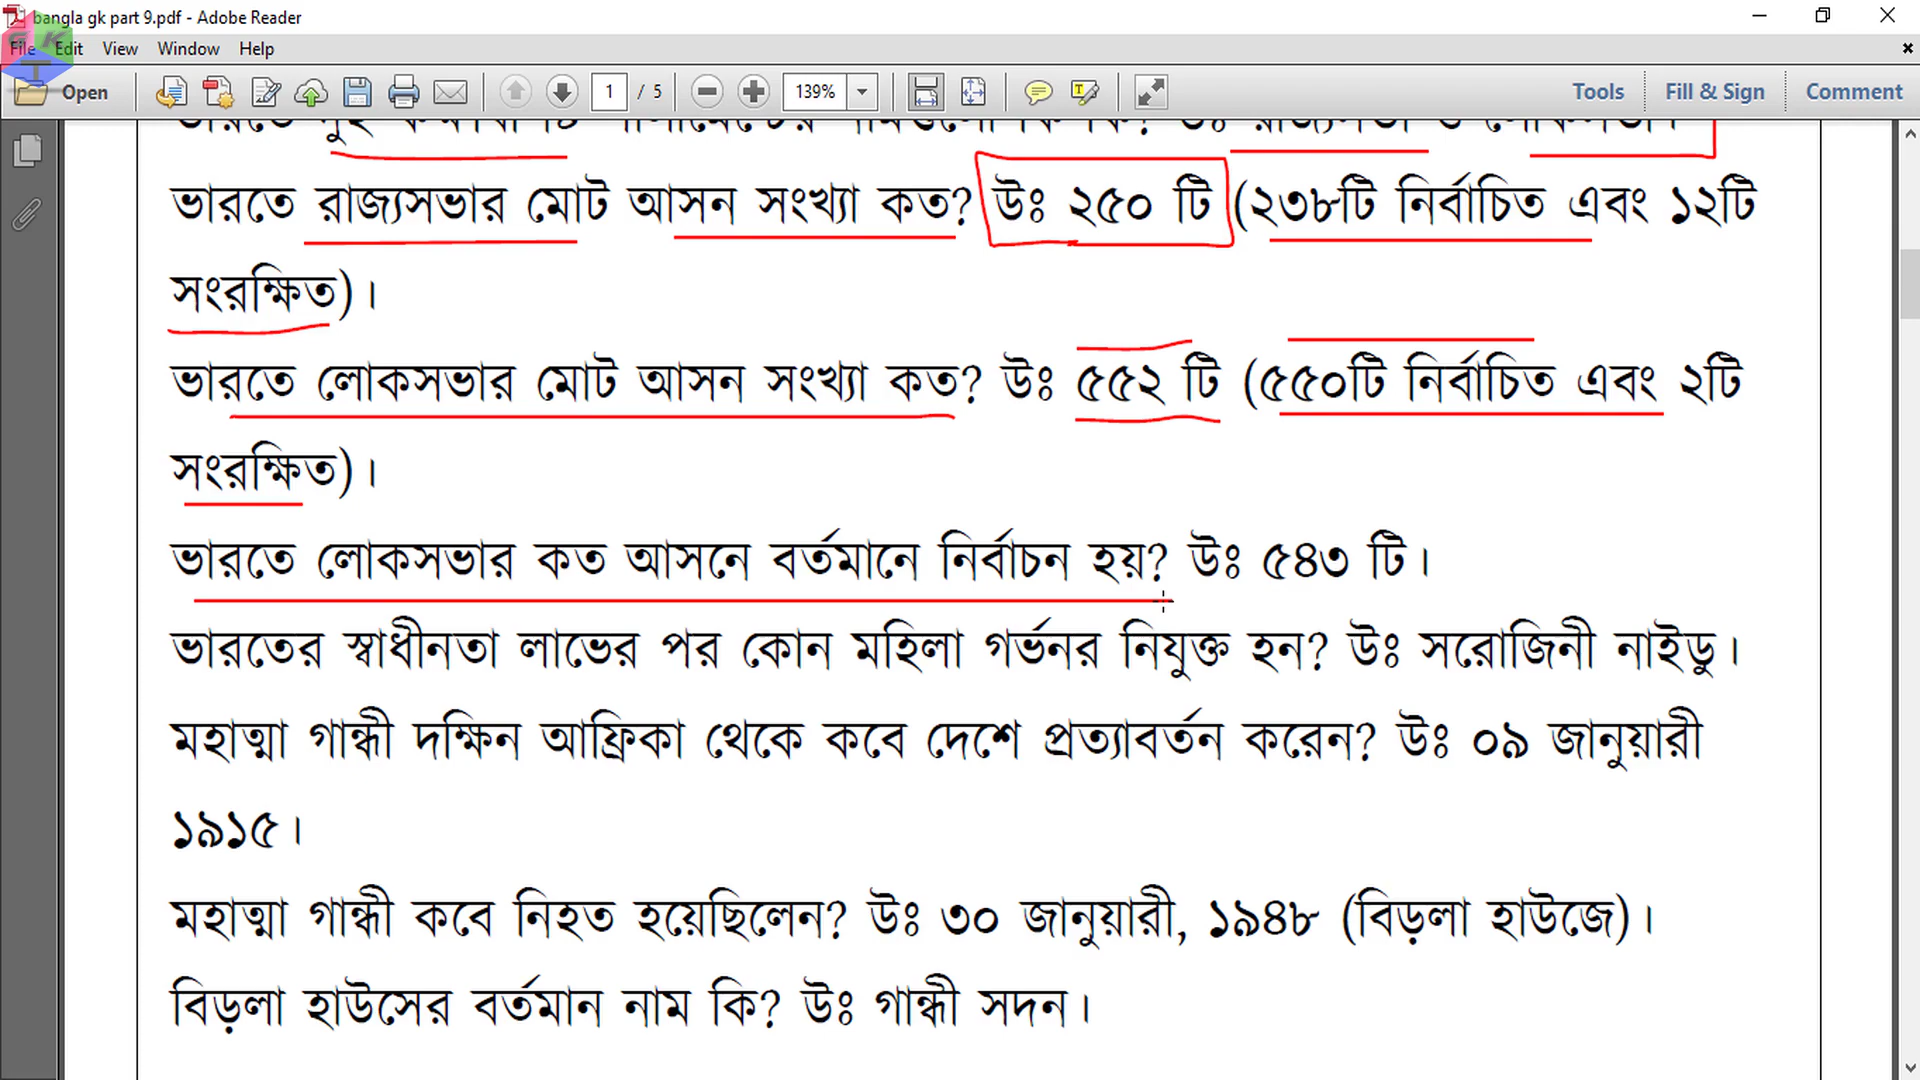 bangla gk part 9.pdf - Adobe Reader
File Edit View Window Help
GKT
Open 1 / 5 139% Tools Fill & Sign Comment
ভারতে রাজ্যসভার মোট আসন সংখ্যা কত? উঃ ২৫০ টি (২৩৮টি নির্বাচিত এবং ১২টি
সংরক্ষিত)।
ভারতে লোকসভার মোট আসন সংখ্যা কত? উঃ ৫৫২ টি (৫৫০টি নির্বাচিত এবং ২টি
সংরক্ষিত)।
ভারতে লোকসভার কত আসনে বর্তমানে নির্বাচন হয়? উঃ ৫৪৩ টি।
ভারতের স্বাধীনতা লাভের পর কোন মহিলা গর্ভনর নিযুক্ত হন? উঃ সরোজিনী নাইডু।
মহাত্মা গান্ধী দক্ষিন আফ্রিকা থেকে কবে দেশে প্রত্যাবর্তন করেন? উঃ ০৯ জানুয়ারী
১৯১৫।
মহাত্মা গান্ধী কবে নিহত হয়েছিলেন? উঃ ৩০ জানুয়ারী, ১৯৪৮ (বিড়লা হাউজে)।
বিড়লা হাউসের বর্তমান নাম কি? উঃ গান্ধী সদন।